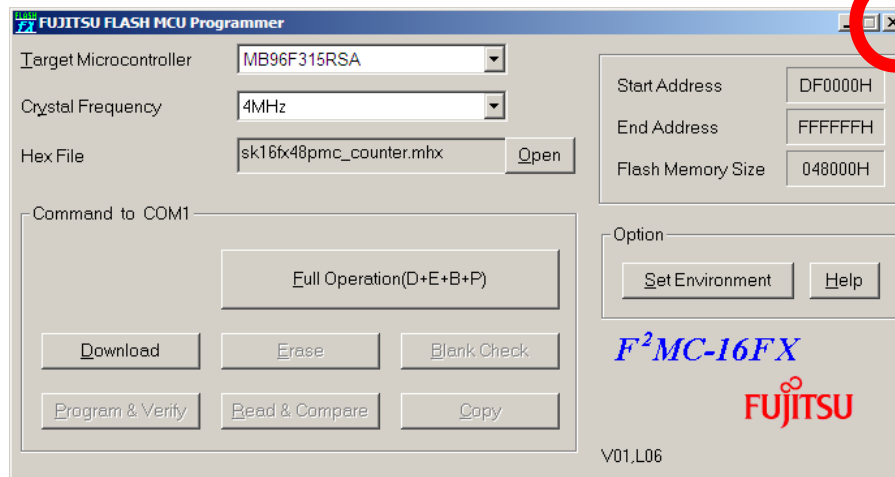 FLASH FX FUJITSU FLASH MCU Programmer
Target Microcontroller MB96F315RSA
Crystal Frequency 4MHz
Hex File sk16fx48pmc_counter.mhx Open
Start Address DF0000H
End Address FFFFFFH
Flash Memory Size 048000H
Command to COM1
Full Operation(D+E+B+P)
Download Erase Blank Check
Program & Verify Read & Compare Copy
Option
Set Environment Help
F²MC-16FX
FUJITSU
V01,L06